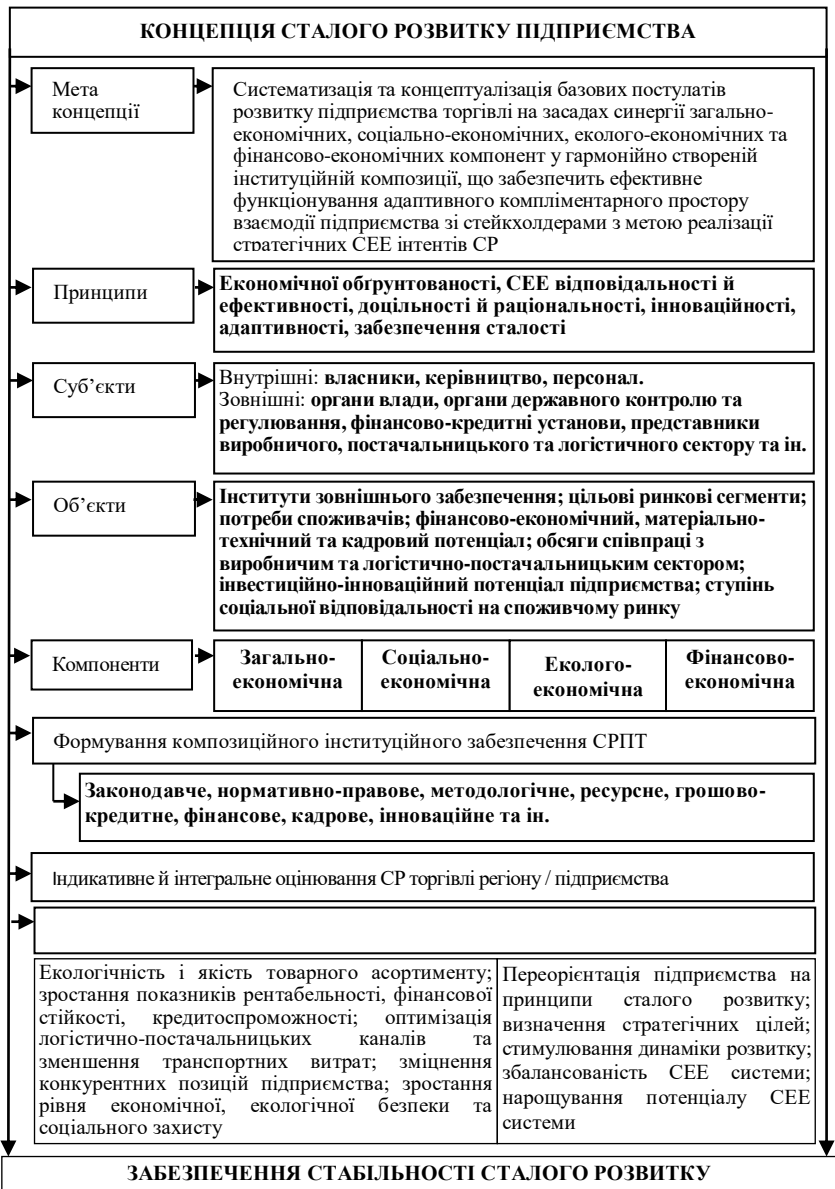 КОНЦЕПЦІЯ СТАЛОГО РОЗВИТКУ ПІДПРИЄМСТВА
Мета
концепції
Систематизація та концептуалізація базових постулатів
розвитку підприємства торгівлі на засадах синергії загально-
економічних, соціально-економічних, еколого-економічних та
фінансово-економічних компонент у гармонійно створеній
інституційній композиції, що забезпечить ефективне
функціонування адаптивного компліментарного простору
взаємодії підприємства зі стейкхолдерами з метою реалізації
стратегічних СЕЕ інтентів СР
Принципи
Економічної обґрунтованості, СЕЕ відповідальності й
ефективності, доцільності й раціональності, інноваційності,
адаптивності, забезпечення сталості
Суб’єкти
Внутрішні: власники, керівництво, персонал.
Зовнішні: органи влади, органи державного контролю та
регулювання, фінансово-кредитні установи, представники
виробничого, постачальницького та логістичного сектору та ін.
Об’єкти
Інститути зовнішнього забезпечення; цільові ринкові сегменти;
потреби споживачів; фінансово-економічний, матеріально-
технічний та кадровий потенціал; обсяги співпраці з
виробничим та логістично-постачальницьким сектором;
інвестиційно-інноваційний потенціал підприємства; ступінь
соціальної відповідальності на споживчому ринку
Компоненти
Загально-
економічна
Соціально-
економічна
Еколого-
економічна
Фінансово-
економічна
Формування композиційного інституційного забезпечення СРПТ
Законодавче, нормативно-правове, методологічне, ресурсне, грошово-
кредитне, фінансове, кадрове, інноваційне та ін.
Індикативне й інтегральне оцінювання СР торгівлі регіону / підприємства
Екологічність і якість товарного асортименту;
зростання показників рентабельності, фінансової
стійкості, кредитоспроможності; оптимізація
логістично-постачальницьких каналів та
зменшення транспортних витрат; зміцнення
конкурентних позицій підприємства; зростання
рівня економічної, екологічної безпеки та
соціального захисту
Переорієнтація підприємства на
принципи сталого розвитку;
визначення стратегічних цілей;
стимулювання динаміки розвитку;
збалансованість СЕЕ системи;
нарощування потенціалу СЕЕ
системи
ЗАБЕЗПЕЧЕННЯ СТАБІЛЬНОСТІ СТАЛОГО РОЗВИТКУ